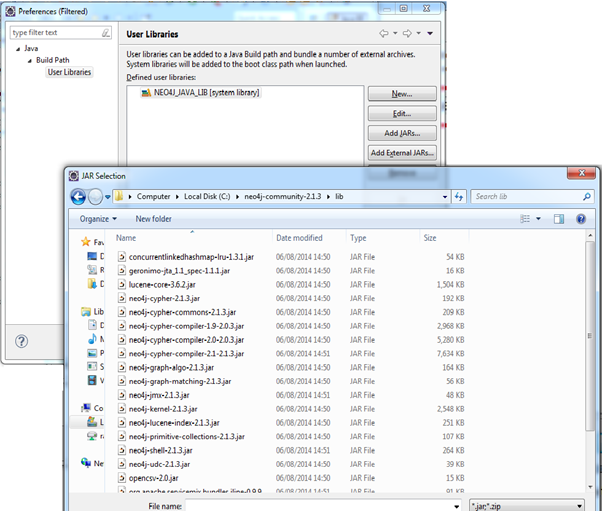 Preferences (Filtered)
type filter text
User Libraries
Java
Build Path
User Libraries
User libraries can be added to a Java Build path and bundle a number of external archives.
System libraries will be added to the boot class path when launched.
Defined user libraries:
NEO4J_JAVA_LIB [system library]
New...
Edit...
Add JARs...
Add External JARs...
Remove
JAR Selection
Computer Local Disk (C:) neo4j-community-2.1.3 lib
Search lib
Organize New folder
Name Date modified Type Size
concurrentlinkedhashmap-lru-1.3.1.jar 06/08/2014 14:50 JAR File 54 KB
geronimo-jta_1.1_spec-1.1.1.jar 06/08/2014 14:50 JAR File 16 KB
lucene-core-3.6.2.jar 06/08/2014 14:50 JAR File 1,504 KB
neo4j-cypher-2.1.3.jar 06/08/2014 14:50 JAR File 192 KB
neo4j-cypher-commons-2.1.3.jar 06/08/2014 14:50 JAR File 209 KB
neo4j-cypher-compiler-1.9-2.0.3.jar 06/08/2014 14:50 JAR File 2,968 KB
neo4j-cypher-compiler-2.0-2.0.3.jar 06/08/2014 14:50 JAR File 5,280 KB
neo4j-cypher-compiler-2.1-2.1.3.jar 06/08/2014 14:51 JAR File 7,634 KB
neo4j-graph-algo-2.1.3.jar 06/08/2014 14:50 JAR File 164 KB
neo4j-graph-matching-2.1.3.jar 06/08/2014 14:50 JAR File 56 KB
neo4j-jmx-2.1.3.jar 06/08/2014 14:51 JAR File 48 KB
neo4j-kernel-2.1.3.jar 06/08/2014 14:50 JAR File 2,548 KB
neo4j-lucene-index-2.1.3.jar 06/08/2014 14:50 JAR File 251 KB
neo4j-primitive-collections-2.1.3.jar 06/08/2014 14:50 JAR File 107 KB
neo4j-shell-2.1.3.jar 06/08/2014 14:51 JAR File 264 KB
neo4j-udc-2.1.3.jar 06/08/2014 14:50 JAR File 39 KB
opencsv-2.0.jar 06/08/2014 14:50 JAR File 15 KB
06/08/2014 14:51 JAR File 91 KB
Fav
D
R
D
Lib
D
M
P
S
V
Co
L
ra
Ne
File name:
*.jar;*.zip